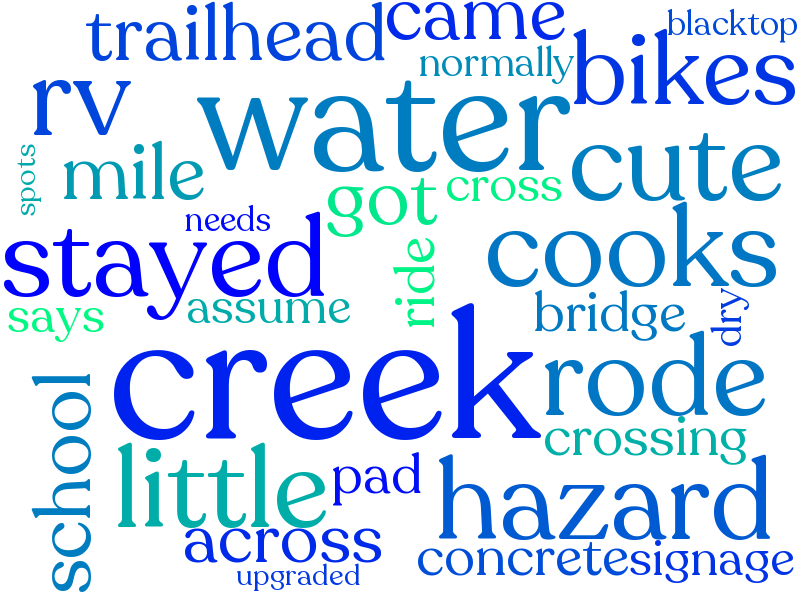 trailhead
came
blacktop
normally
bikes
rv
water
spots
mile
got
cross
cute
needs
stayed
ride
cooks
says
assume
bridge
dry
creek
rode
school
crossing
little
pad
hazard
across
concrete
signage
upgraded